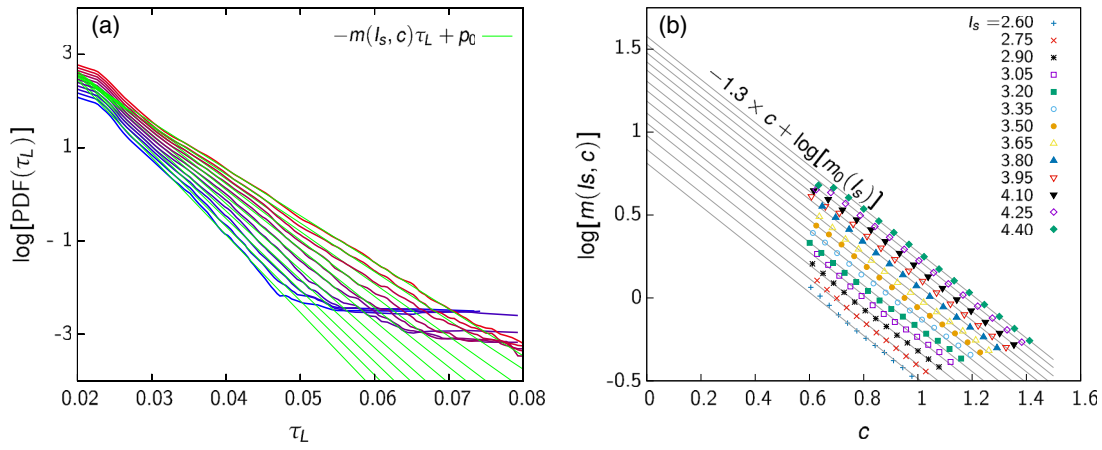 (a)
−m(l_s, c)τ_L + p_0
log[PDF(τ_L)]
3
1
- 1
-3
0.02 0.03 0.04 0.05 0.06 0.07 0.08
τ_L
(b)
l_s =2.60
2.75
2.90
3.05
3.20
3.35
3.50
3.65
3.80
3.95
4.10
4.25
4.40
−1.3 × c + log[m_0(l_s)]
log[m(ls, c)]
1.5
1
0.5
0
-0.5
0 0.2 0.4 0.6 0.8 1 1.2 1.4 1.6
c